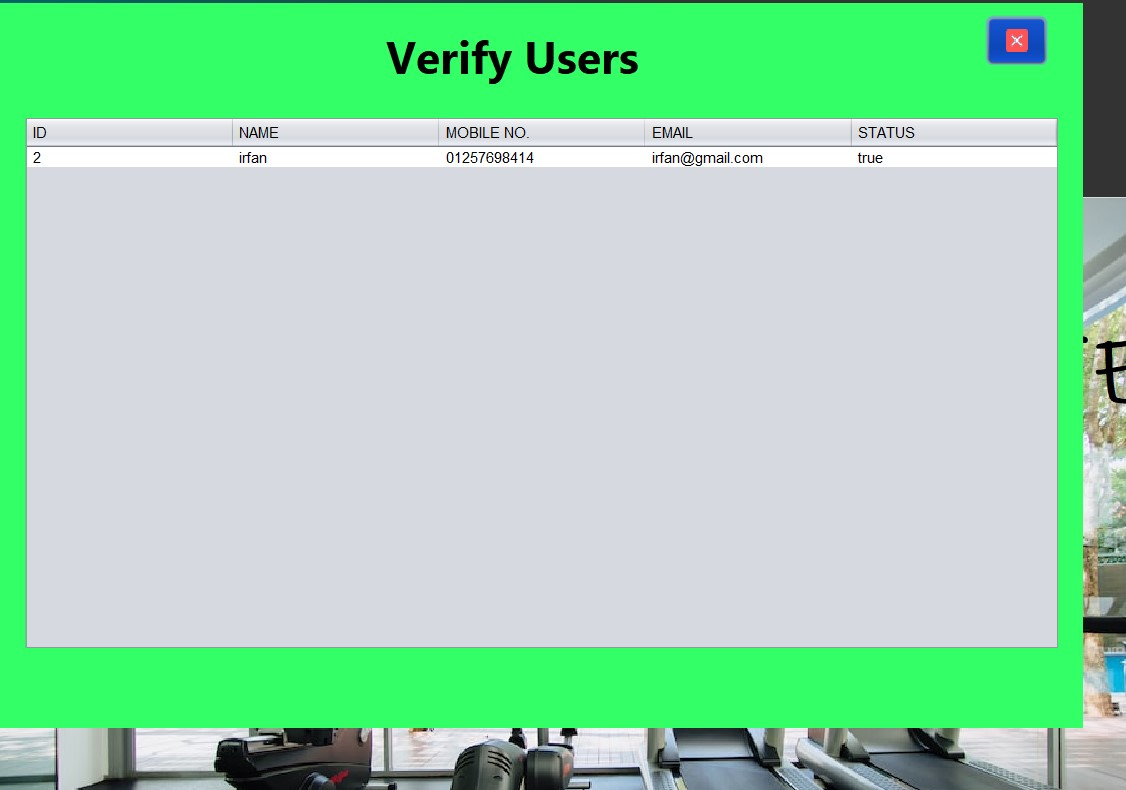 Verify Users
ID NAME MOBILE NO. EMAIL STATUS
2 irfan 01257698414 irfan@gmail.com true